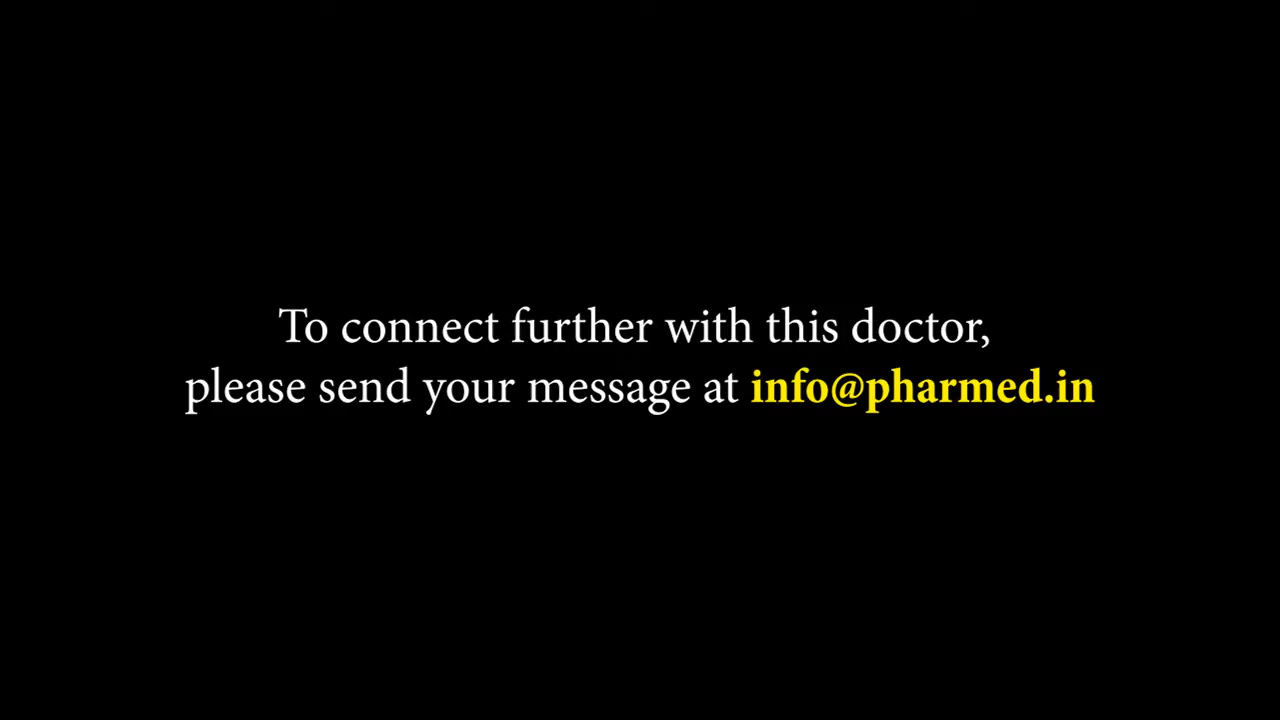 To connect further with this doctor,
please send your message at info@pharmed.in